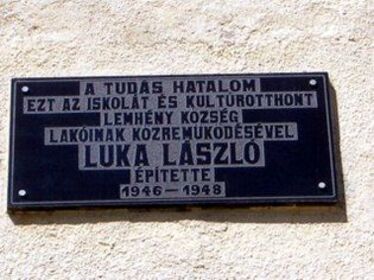 A TUDÁS HATALOM
EZT AZ ISKOLÁT ÉS KULTÚROTTHONT
LEMHÉNY KÖZSÉG
LAKÓINAK KÖZREMŰKÖDÉSÉVEL
LUKA LÁSZLÓ
ÉPÍTETTE
1946-1948